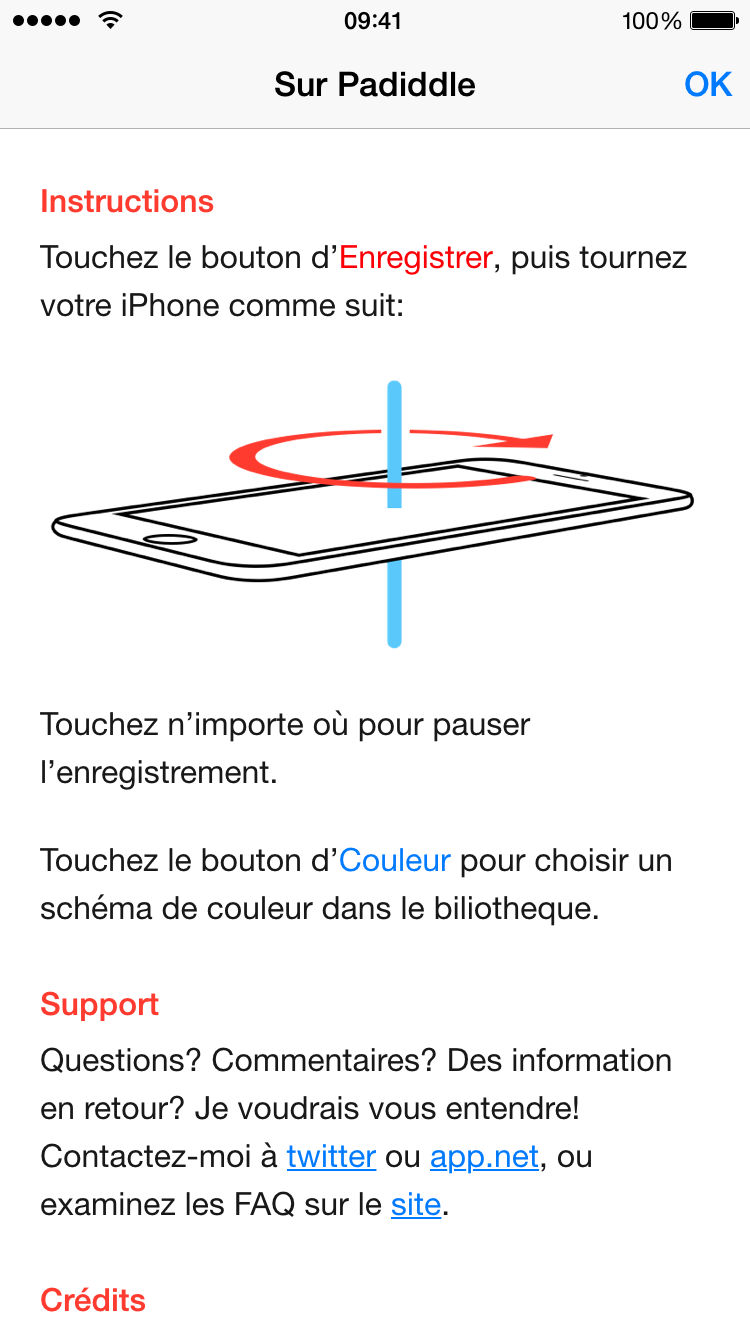 09:41
100%
Sur Padiddle
OK
Instructions
Touchez le bouton d’Enregistrer, puis tournez
votre iPhone comme suit:
Touchez n’importe où pour pauser
l’enregistrement.
Touchez le bouton d’Couleur pour choisir un
schéma de couleur dans le biliotheque.
Support
Questions? Commentaires? Des information
en retour? Je voudrais vous entendre!
Contactez-moi à twitter ou app.net, ou
examinez les FAQ sur le site.
Crédits